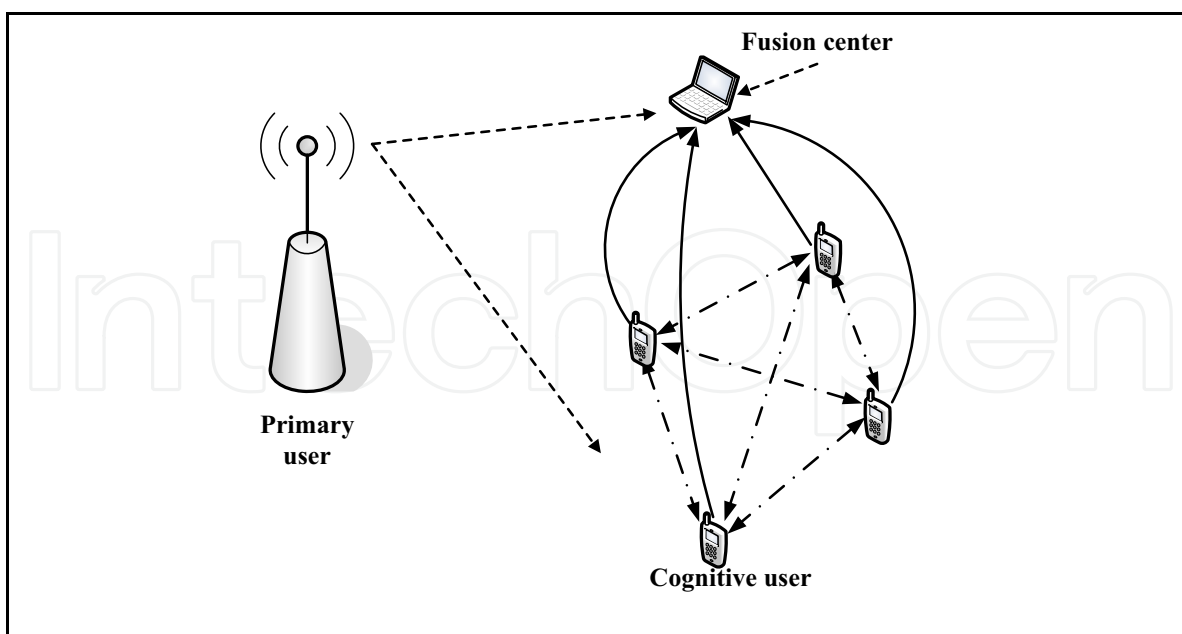 Fusion center
IntechOpen
Primary
user
Cognitive user